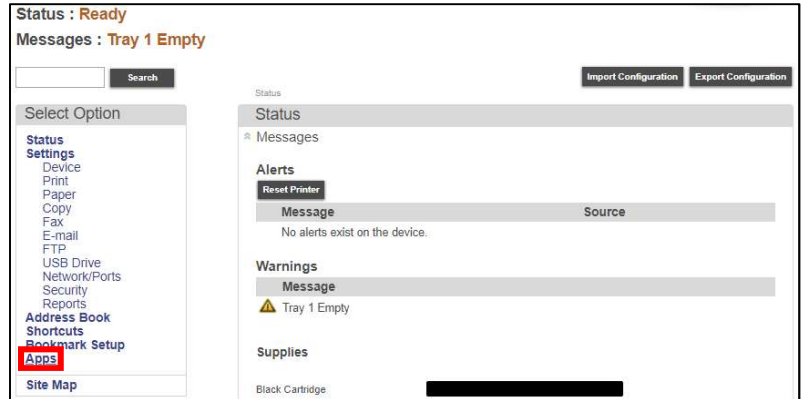 Status : Ready
Messages : Tray 1 Empty
Search
Import Configuration Export Configuration
Status
Select Option
Status
Settings
Device
Print
Paper
Copy
Fax
E-mail
FTP
USB Drive
Network/Ports
Security
Reports
Address Book
Shortcuts
Bookmark Setup
Apps
Site Map
Status
Messages
Alerts
Reset Printer
Message Source
No alerts exist on the device.
Warnings
Message
Tray 1 Empty
Supplies
Black Cartridge